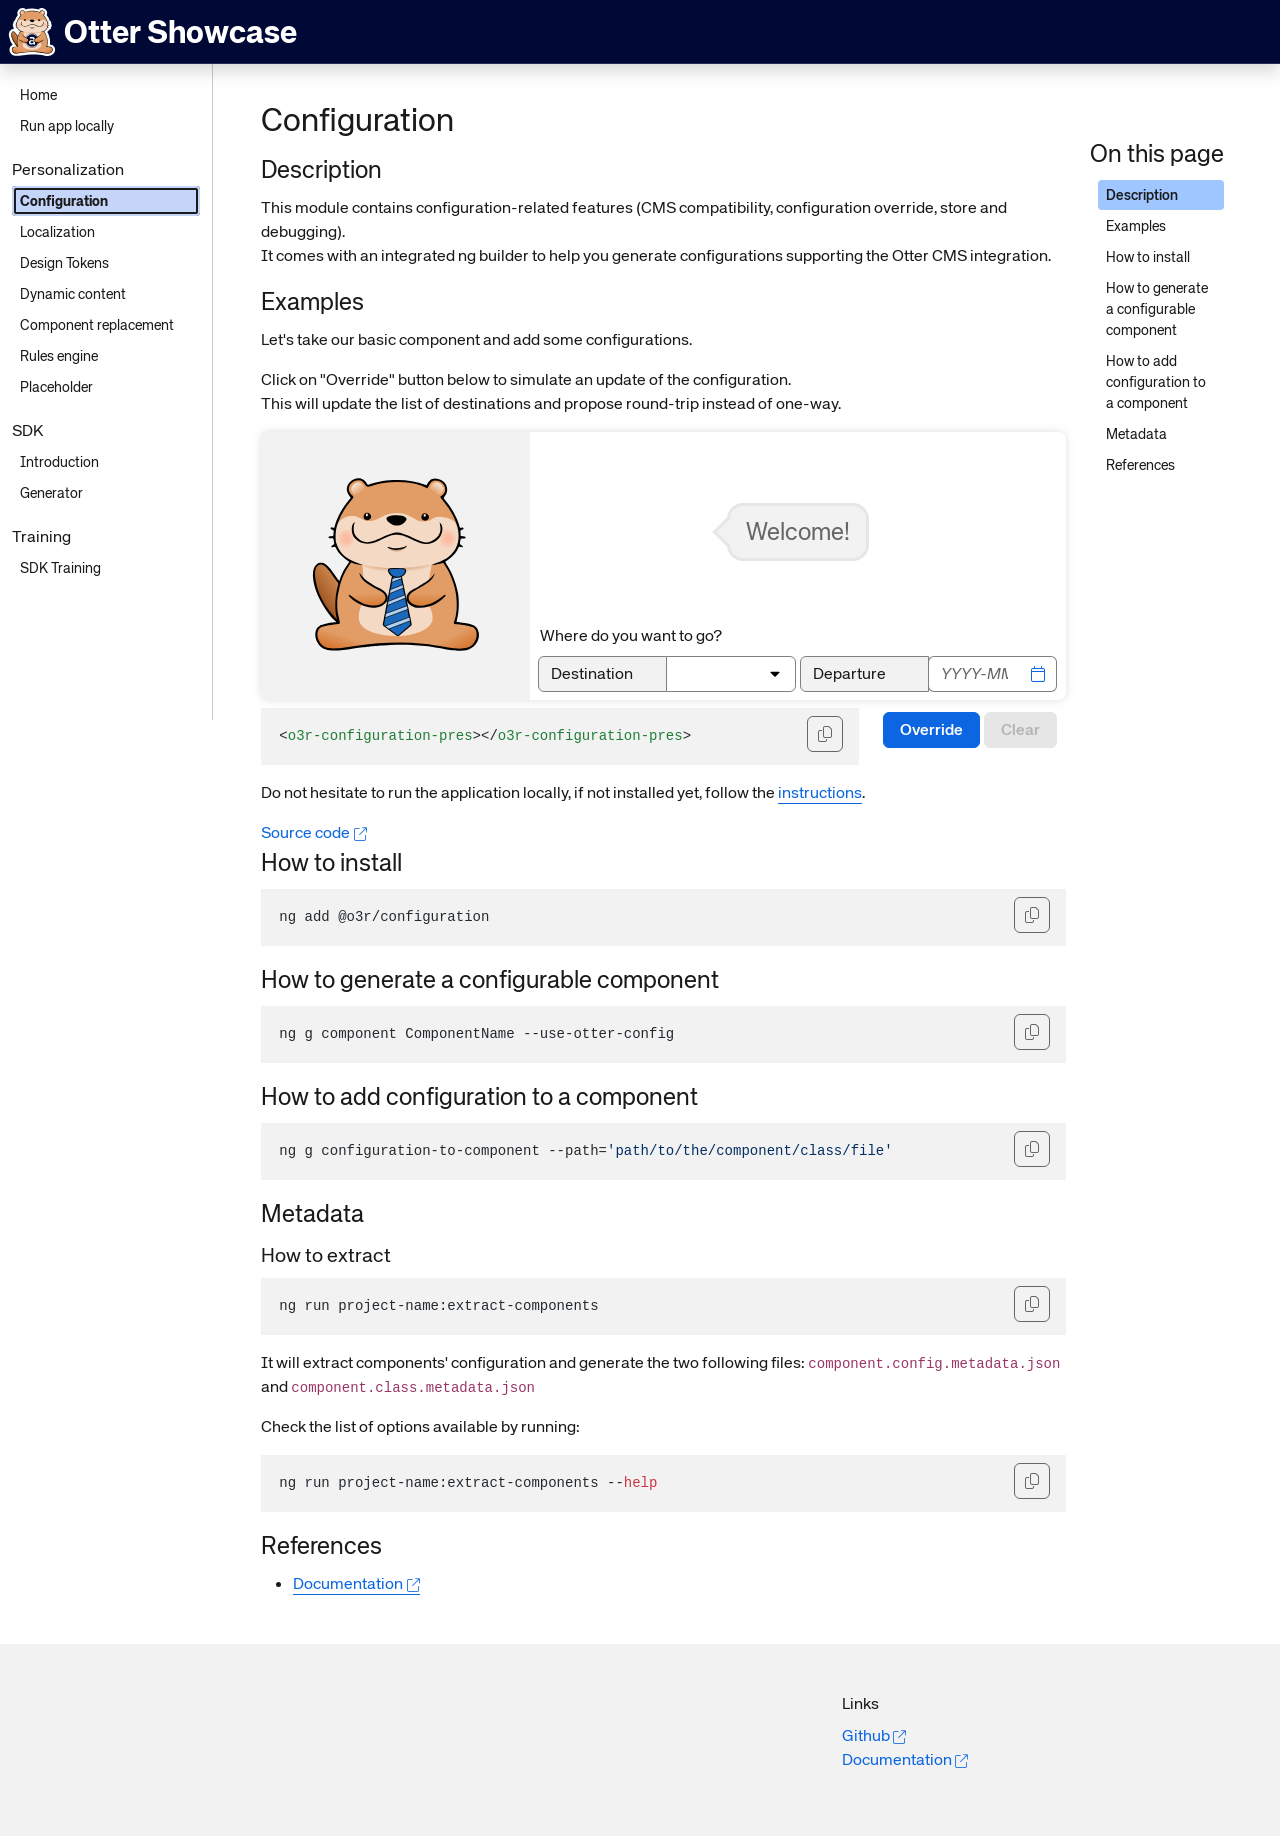 Otter Showcase
Home
Run app locally
Personalization
Configuration
Localization
Design Tokens
Dynamic content
Component replacement
Rules engine
Placeholder
SDK
Introduction
Generator
Training
SDK Training
Configuration
Description
This module contains configuration-related features (CMS compatibility, configuration override, store and
debugging).
It comes with an integrated ng builder to help you generate configurations supporting the Otter CMS integration.
Examples
Let's take our basic component and add some configurations.
Click on "Override" button below to simulate an update of the configuration.
This will update the list of destinations and propose round-trip instead of one-way.
Welcome!
Where do you want to go?
Destination
Departure
YYYY-MM
<o3r-configuration-pres></o3r-configuration-pres>
Override
Clear
Do not hesitate to run the application locally, if not installed yet, follow the instructions.
Source code
How to install
ng add @o3r/configuration
How to generate a configurable component
ng g component ComponentName --use-otter-config
How to add configuration to a component
ng g configuration-to-component --path='path/to/the/component/class/file'
Metadata
How to extract
ng run project-name:extract-components
It will extract components' configuration and generate the two following files: component.config.metadata.json
and component.class.metadata.json
Check the list of options available by running:
ng run project-name:extract-components --help
References
Documentation
On this page
Description
Examples
How to install
How to generate
a configurable
component
How to add
configuration to
a component
Metadata
References
Links
Github
Documentation